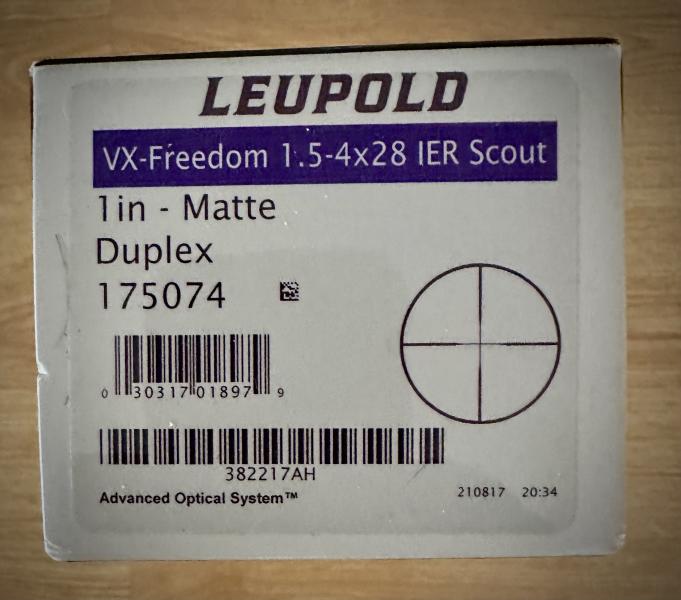 LEUPOLD
VX-Freedom 1.5-4x28 IER Scout
1in - Matte
Duplex
175074
0 30317 01897 9
382217AH
Advanced Optical System™
210817 20:34